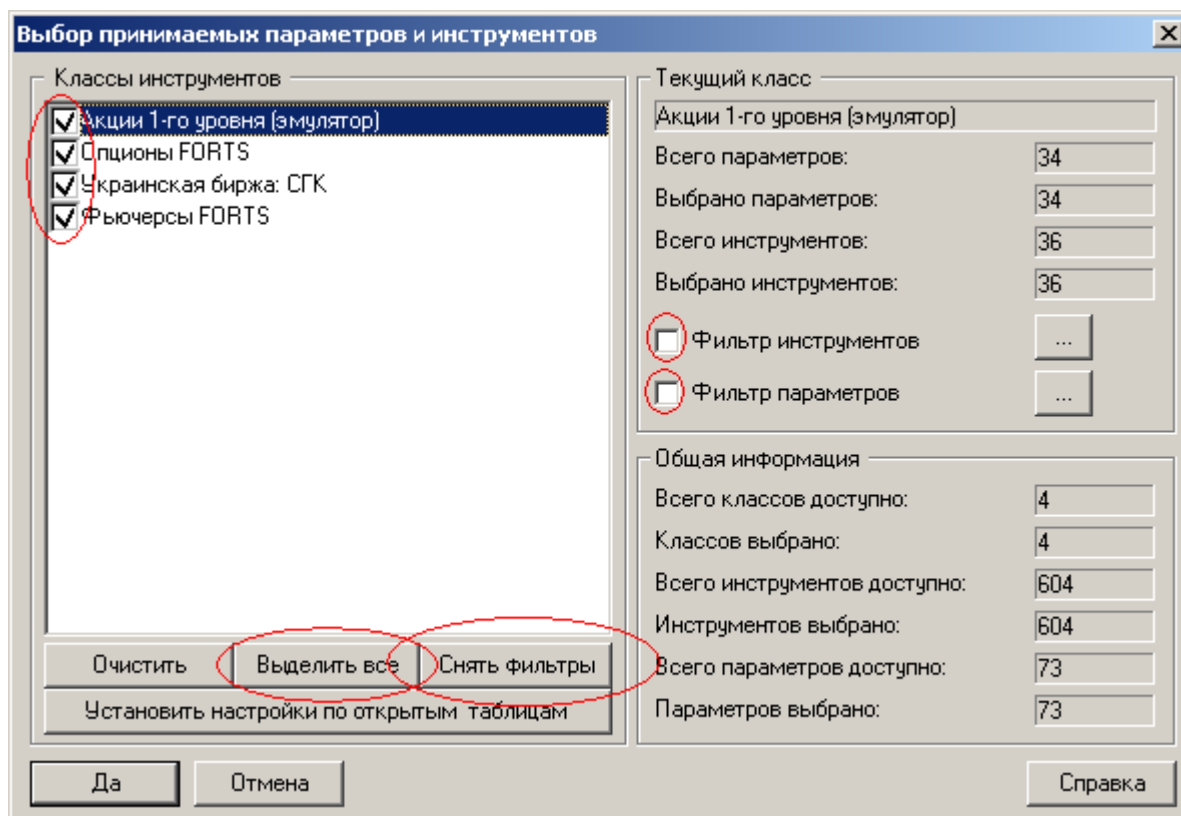 Выбор принимаемых параметров и инструментов
Классы инструментов
Акции 1-го уровня (эмулятор)
Опционы FORTS
Украинская биржа: СГК
Фьючерсы FORTS
Очистить
Выделить все
Снять фильтры
Установить настройки по открытым таблицам
Текущий класс
Акции 1-го уровня (эмулятор)
Всего параметров: 34
Выбрано параметров: 34
Всего инструментов: 36
Выбрано инструментов: 36
Фильтр инструментов ...
Фильтр параметров ...
Общая информация
Всего классов доступно: 4
Классов выбрано: 4
Всего инструментов доступно: 604
Инструментов выбрано: 604
Всего параметров доступно: 73
Параметров выбрано: 73
Да
Отмена
Справка